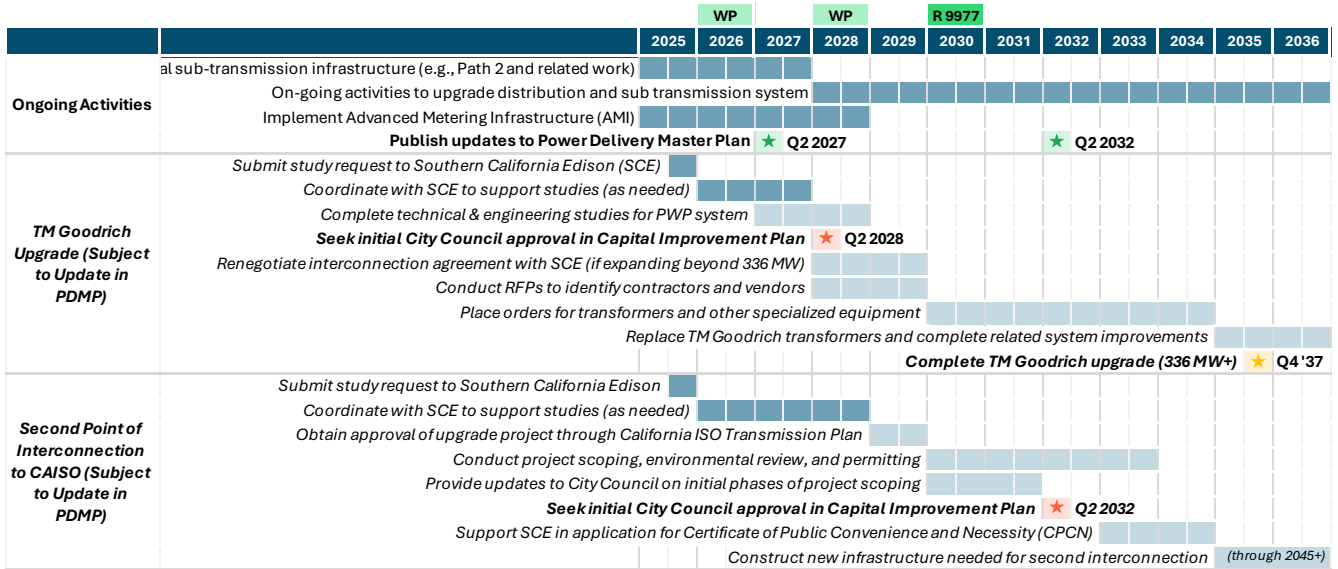 WP WP R 9977
2025 2026 2027 2028 2029 2030 2031 2032 2033 2034 2035 2036
Ongoing Activities
al sub-transmission infrastructure (e.g., Path 2 and related work)
On-going activities to upgrade distribution and sub transmission system
Implement Advanced Metering Infrastructure (AMI)
Publish updates to Power Delivery Master Plan ★ Q2 2027 ★ Q2 2032
TM Goodrich
Upgrade (Subject
to Update in
PDMP)
Submit study request to Southern California Edison (SCE)
Coordinate with SCE to support studies (as needed)
Complete technical & engineering studies for PWP system
Seek initial City Council approval in Capital Improvement Plan ★ Q2 2028
Renegotiate interconnection agreement with SCE (if expanding beyond 336 MW)
Conduct RFPs to identify contractors and vendors
Place orders for transformers and other specialized equipment
Replace TM Goodrich transformers and complete related system improvements
Complete TM Goodrich upgrade (336 MW+) ★ Q4 '37
Second Point of
Interconnection
to CAISO (Subject
to Update in
PDMP)
Submit study request to Southern California Edison
Coordinate with SCE to support studies (as needed)
Obtain approval of upgrade project through California ISO Transmission Plan
Conduct project scoping, environmental review, and permitting
Provide updates to City Council on initial phases of project scoping
Seek initial City Council approval in Capital Improvement Plan ★ Q2 2032
Support SCE in application for Certificate of Public Convenience and Necessity (CPCN)
Construct new infrastructure needed for second interconnection (through 2045+)